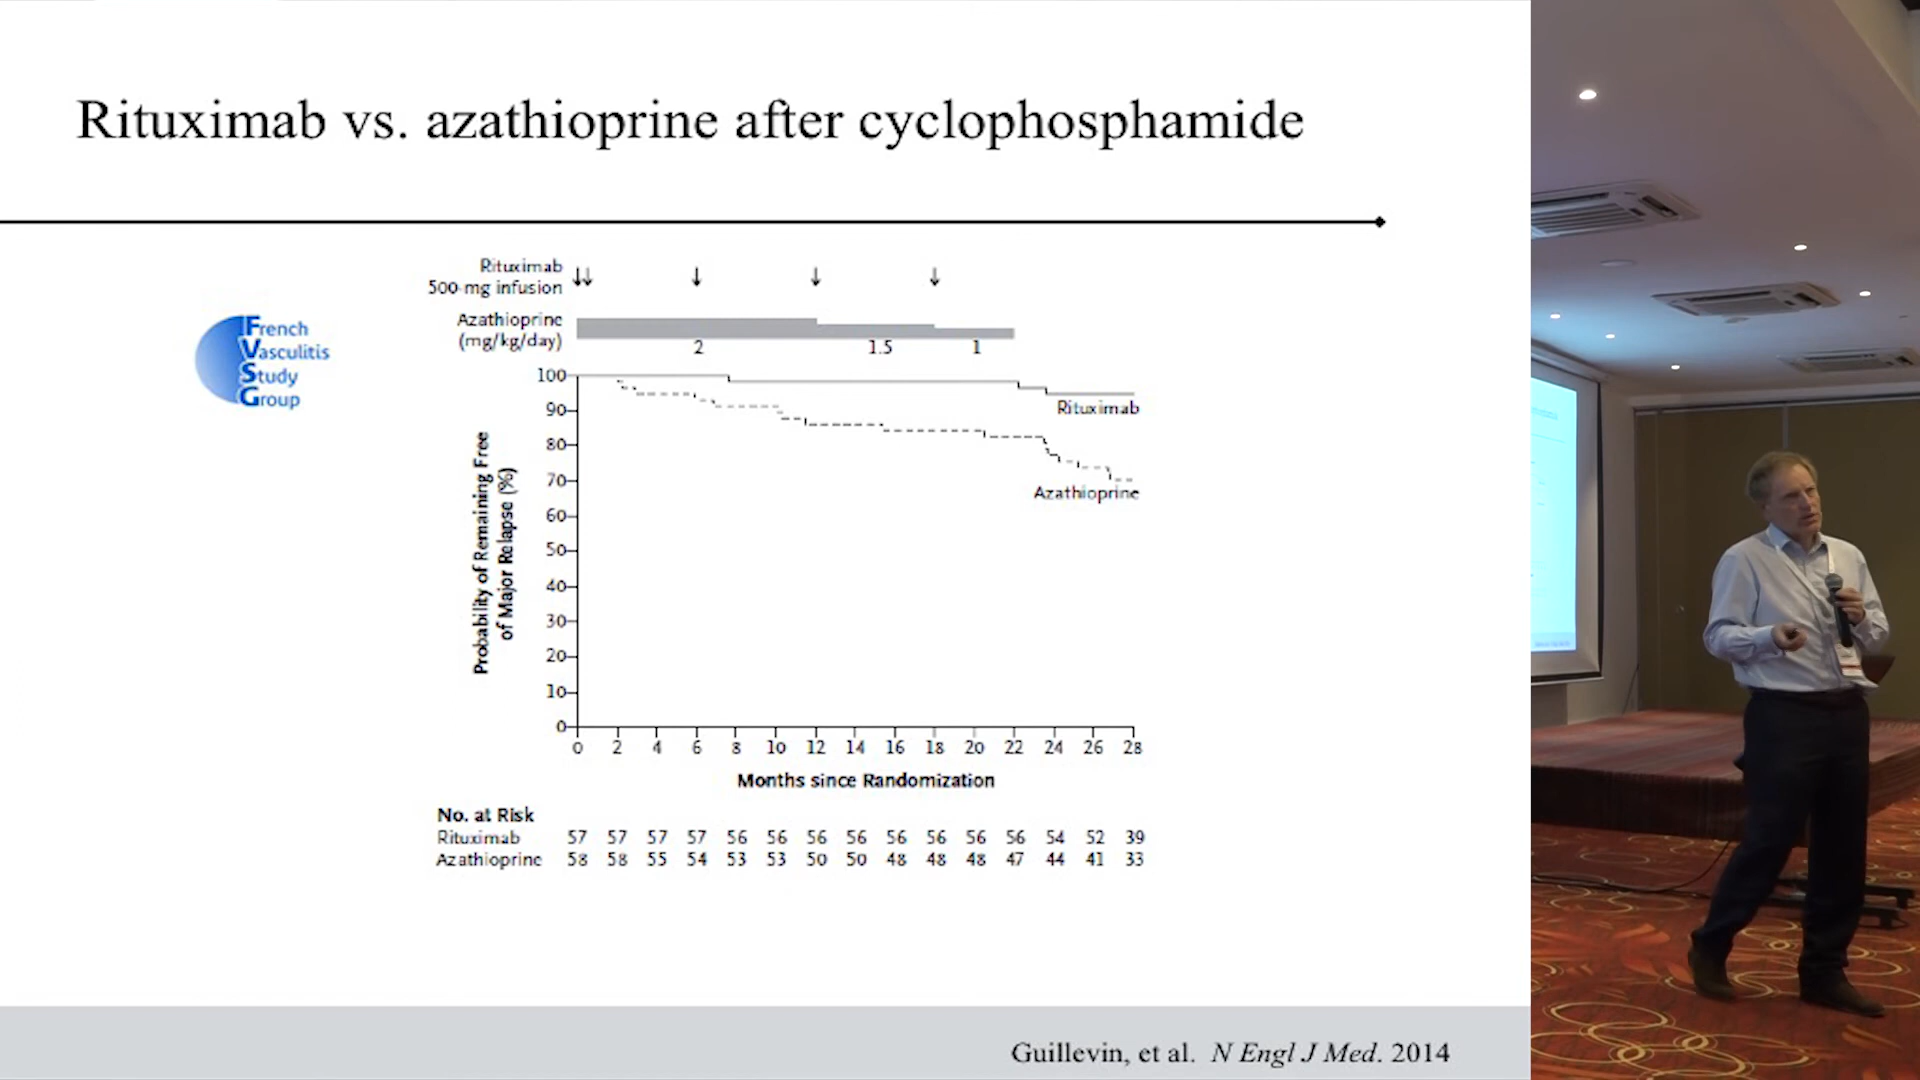 Rituximab vs. azathioprine after cyclophosphamide
Rituximab
500-mg infusion
Azathioprine
(mg/kg/day)
2 1.5 1
French
Vasculitis
Study
Group
100
90
80
70
60
50
40
30
20
10
0
Probability of Remaining Free
of Major Relapse (%)
Rituximab
Azathioprine
0 2 4 6 8 10 12 14 16 18 20 22 24 26 28
Months since Randomization
No. at Risk
Rituximab 57 57 57 57 56 56 56 56 56 56 56 56 54 52 39
Azathioprine 58 58 55 54 53 53 50 50 48 48 48 47 44 41 33
Guillevin, et al. N Engl J Med. 2014